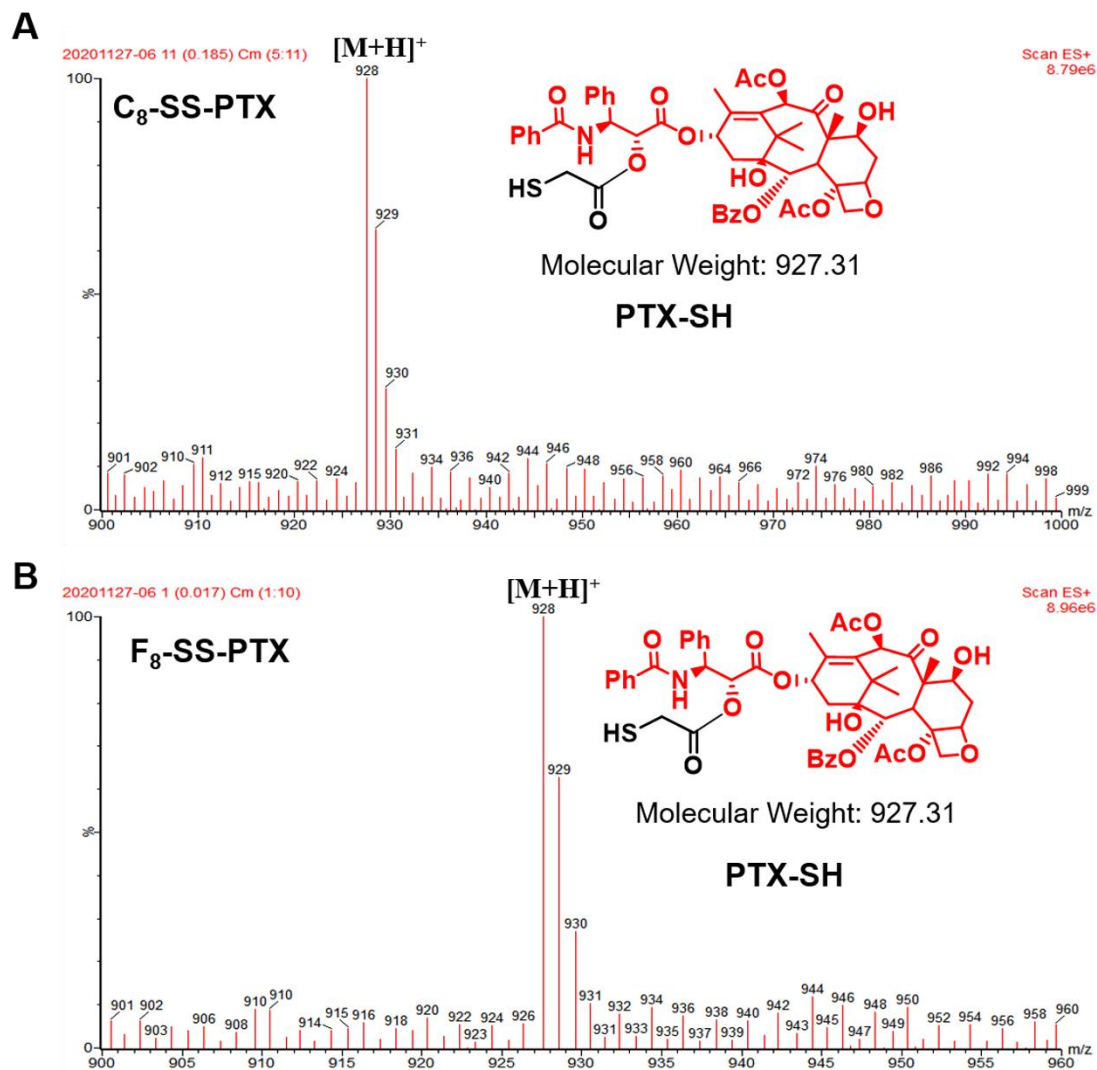 A
20201127-06 11 (0.185) Cm (5:11)
[M+H]+
Scan ES+
8.79e6
100
928
C8-SS-PTX
929
930
931
901
902
910
911
912
915
920
922
924
934
936
940
942
944
946
948
956
958
960
964
966
972
974
976
980
982
986
992
994
998
999
%
0
900
910
920
930
940
950
960
970
980
990
1000
m/z
AcO
O
OH
O
Ph
O
Ph
N
H
O
O
HO
HS
O
BzO
AcO
O
Molecular Weight: 927.31
PTX-SH
B
20201127-06 1 (0.017) Cm (1:10)
[M+H]+
Scan ES+
8.96e6
100
928
F8-SS-PTX
929
930
901
902
903
906
908
910
910
914
915
916
918
920
922
923
924
926
931
931
932
933
934
935
936
937
938
939
940
942
943
944
945
946
947
948
949
950
952
954
956
958
960
%
0
900
905
910
915
920
925
930
935
940
945
950
955
960
m/z
AcO
O
OH
O
Ph
O
Ph
N
H
O
O
HO
HS
O
BzO
AcO
O
Molecular Weight: 927.31
PTX-SH